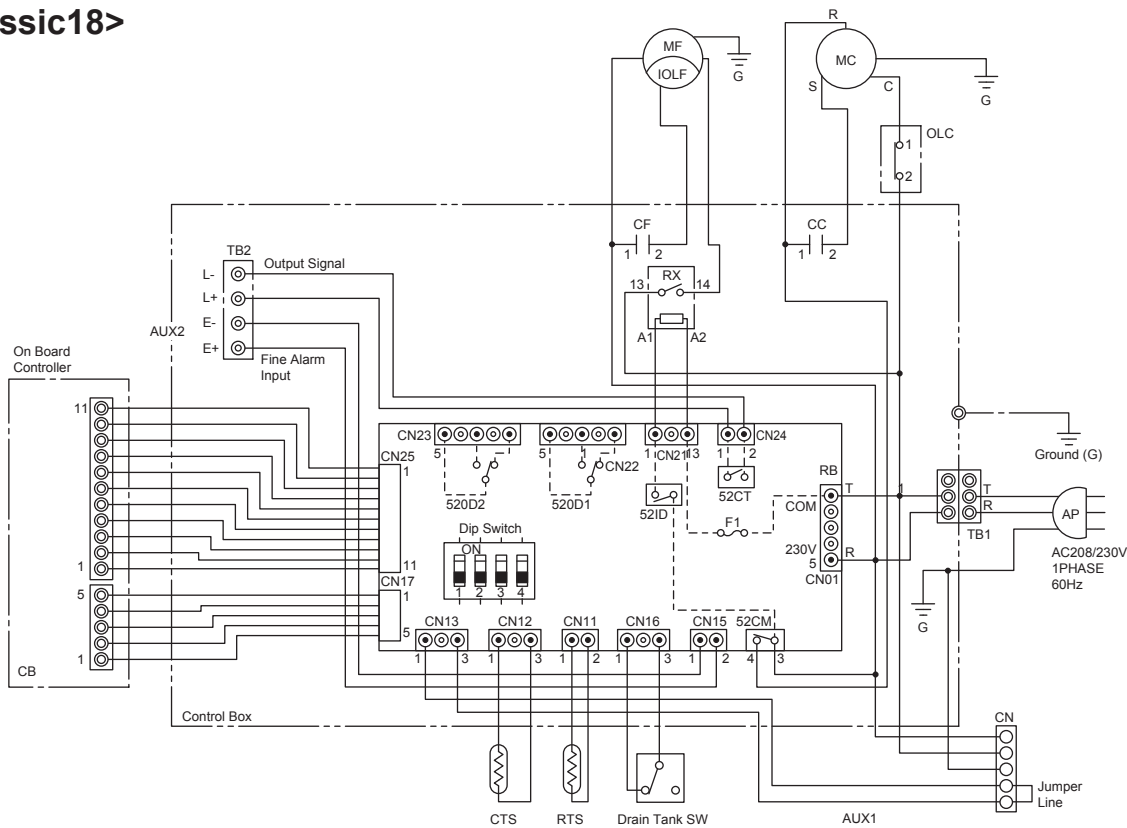 ssic18>
R
MF
IOLF
G
MC
S
C
G
OLC
1
2
CF
1 2
CC
1 2
RX
13 14
A1 A2
TB2
L-
Output Signal
L+
E-
E+
Fine Alarm
Input
AUX2
On Board
Controller
11
1
5
1
CB
Control Box
CN23
5
520D2
5 1
CN22
520D1
1 CN21 3
52ID
1 2
CN24
52CT
F1
RB
T
COM
230V
R
5
CN01
1
CN25
1
11
CN17
1
5
Dip Switch
ON
1 2 3 4
CN13
1 3
CN12
1 3
CN11
1 2
CN16
1 3
CN15
1 2
52CM
4 3
Ground (G)
T
R
TB1
AP
AC208/230V
1PHASE
60Hz
G
CN
Jumper
Line
CTS
RTS
Drain Tank SW
AUX1